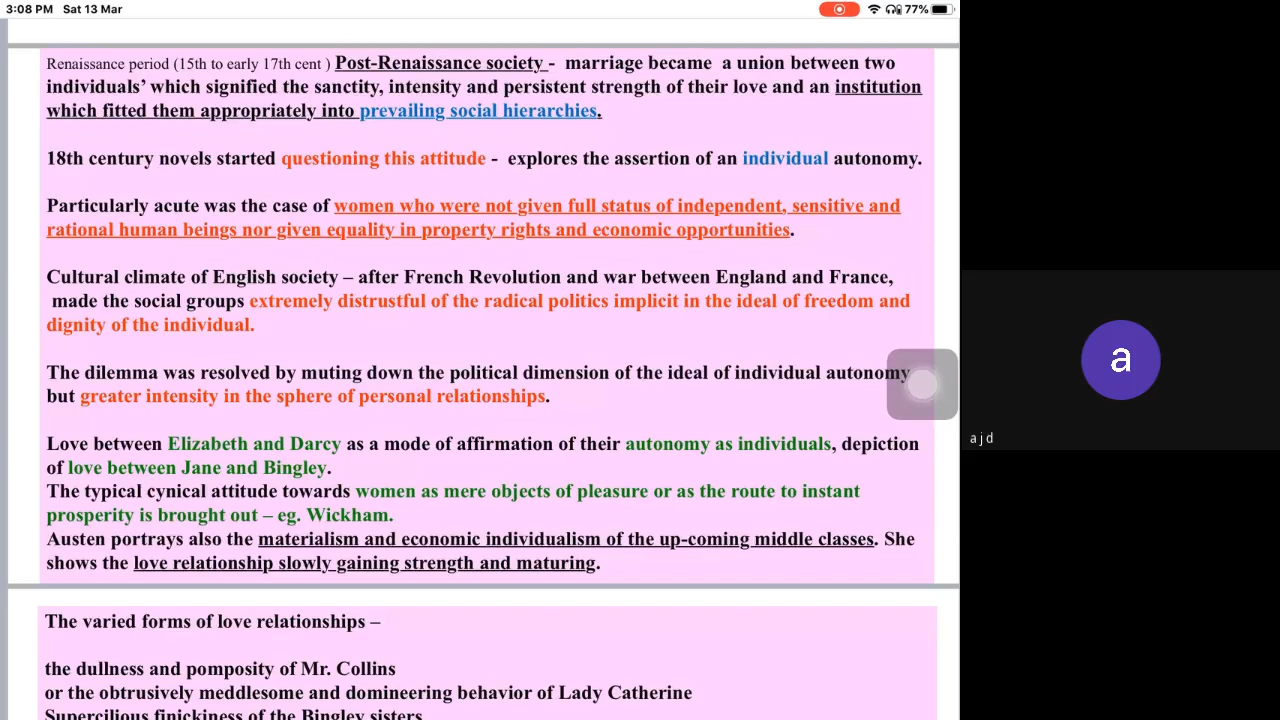 3:08 PM Sat 13 Mar
77%
Renaissance period (15th to early 17th cent ) Post-Renaissance society - marriage became a union between two
individuals’ which signified the sanctity, intensity and persistent strength of their love and an institution
which fitted them appropriately into prevailing social hierarchies.
18th century novels started questioning this attitude - explores the assertion of an individual autonomy.
Particularly acute was the case of women who were not given full status of independent, sensitive and
rational human beings nor given equality in property rights and economic opportunities.
Cultural climate of English society – after French Revolution and war between England and France,
made the social groups extremely distrustful of the radical politics implicit in the ideal of freedom and
dignity of the individual.
The dilemma was resolved by muting down the political dimension of the ideal of individual autonomy
but greater intensity in the sphere of personal relationships.
Love between Elizabeth and Darcy as a mode of affirmation of their autonomy as individuals, depiction
of love between Jane and Bingley.
The typical cynical attitude towards women as mere objects of pleasure or as the route to instant
prosperity is brought out – eg. Wickham.
Austen portrays also the materialism and economic individualism of the up-coming middle classes. She
shows the love relationship slowly gaining strength and maturing.
The varied forms of love relationships –
the dullness and pomposity of Mr. Collins
or the obtrusively meddlesome and domineering behavior of Lady Catherine
Supercilious finickiness of the Bingley sisters
a
a j d